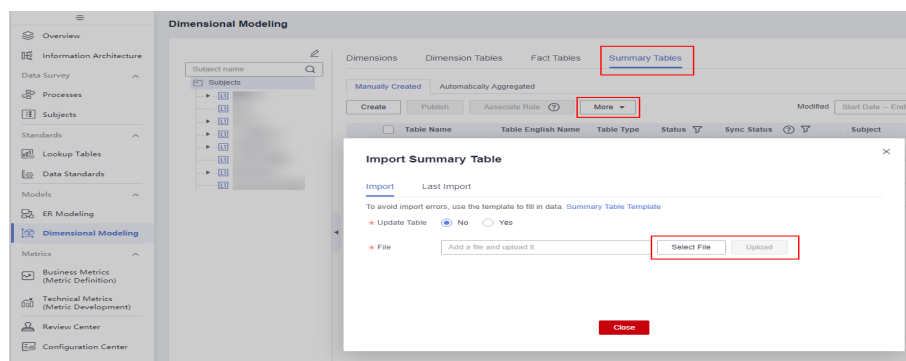 Overview
Information Architecture
Data Survey
Processes
Subjects
Standards
Lookup Tables
Data Standards
Models
ER Modeling
Dimensional Modeling
Metrics
Business Metrics
(Metric Definition)
Technical Metrics
(Metric Development)
Review Center
Configuration Center
Dimensional Modeling
Subject name
Subjects
L1
L1
L1
L1
L1
L1
L1
L1
Dimensions Dimension Tables Fact Tables Summary Tables
Manually Created Automatically Aggregated
Create Publish Associate Rule ? More Modified Start Date — End
Table Name Table English Name Table Type Status Sync Status ? Subject
Import Summary Table
Import Last Import
To avoid import errors, use the template to fill in data. Summary Table Template
* Update Table No Yes
* File Add a file and upload it. Select File Upload
Close